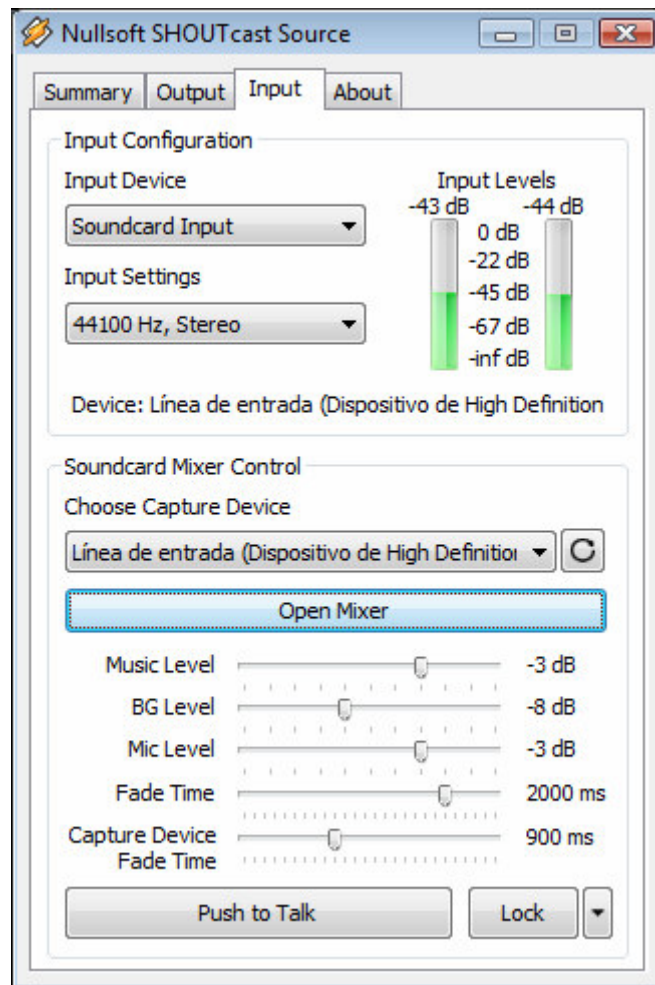 Nullsoft SHOUTcast Source
Summary Output Input About
Input Configuration
Input Device
Input Levels
-43 dB -44 dB
Soundcard Input
0 dB
-22 dB
Input Settings
-45 dB
44100 Hz, Stereo
-67 dB
-inf dB
Device: Línea de entrada (Dispositivo de High Definition
Soundcard Mixer Control
Choose Capture Device
Línea de entrada (Dispositivo de High Definition
Open Mixer
Music Level -3 dB
BG Level -8 dB
Mic Level -3 dB
Fade Time 2000 ms
Capture Device 900 ms
Fade Time
Push to Talk Lock